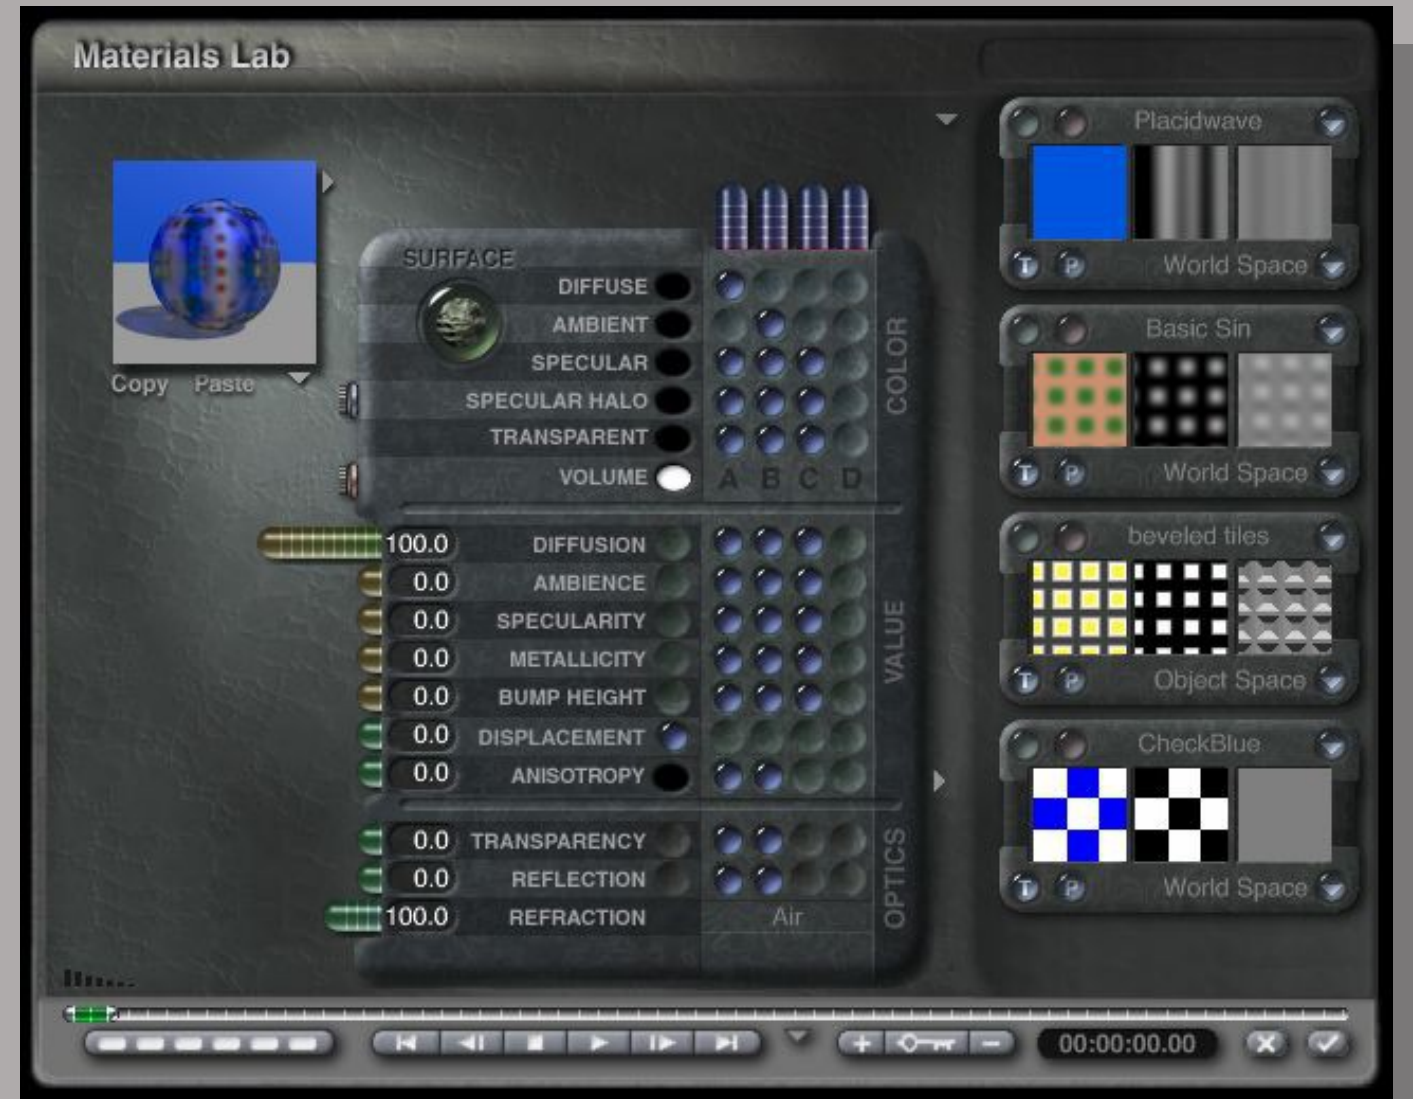 Materials Lab
Copy Paste
SURFACE
DIFFUSE
AMBIENT
SPECULAR
SPECULAR HALO
TRANSPARENT
VOLUME
A B C D
COLOR
100.0 DIFFUSION
0.0 AMBIENCE
0.0 SPECULARITY
0.0 METALLICITY
0.0 BUMP HEIGHT
0.0 DISPLACEMENT
0.0 ANISOTROPY
VALUE
0.0 TRANSPARENCY
0.0 REFLECTION
100.0 REFRACTION Air
OPTICS
Placidwave
T P World Space
Basic Sin
T P World Space
beveled tiles
T P Object Space
CheckBlue
T P World Space
00:00:00.00